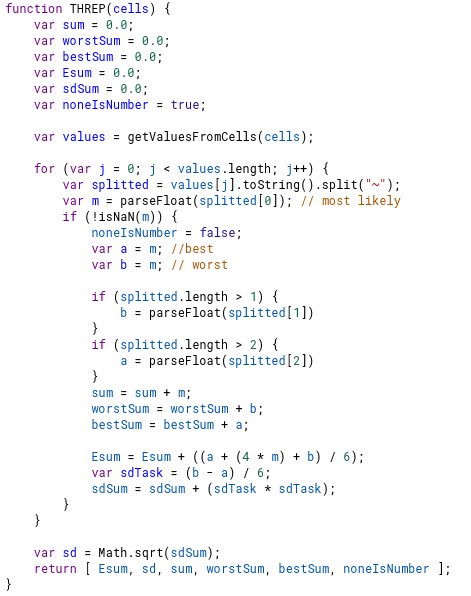 function THREP(cells) {
    var sum = 0.0;
    var worstSum = 0.0;
    var bestSum = 0.0;
    var Esum = 0.0;
    var sdSum = 0.0;
    var noneIsNumber = true;

    var values = getValuesFromCells(cells);

    for (var j = 0; j < values.length; j++) {
        var splitted = values[j].toString().split("~");
        var m = parseFloat(splitted[0]); // most likely
        if (!isNaN(m)) {
            noneIsNumber = false;
            var a = m; //best
            var b = m; // worst

            if (splitted.length > 1) {
                b = parseFloat(splitted[1])
            }
            if (splitted.length > 2) {
                a = parseFloat(splitted[2])
            }
            sum = sum + m;
            worstSum = worstSum + b;
            bestSum = bestSum + a;

            Esum = Esum + ((a + (4 * m) + b) / 6);
            var sdTask = (b - a) / 6;
            sdSum = sdSum + (sdTask * sdTask);
        }
    }

    var sd = Math.sqrt(sdSum);
    return [ Esum, sd, sum, worstSum, bestSum, noneIsNumber ];
}